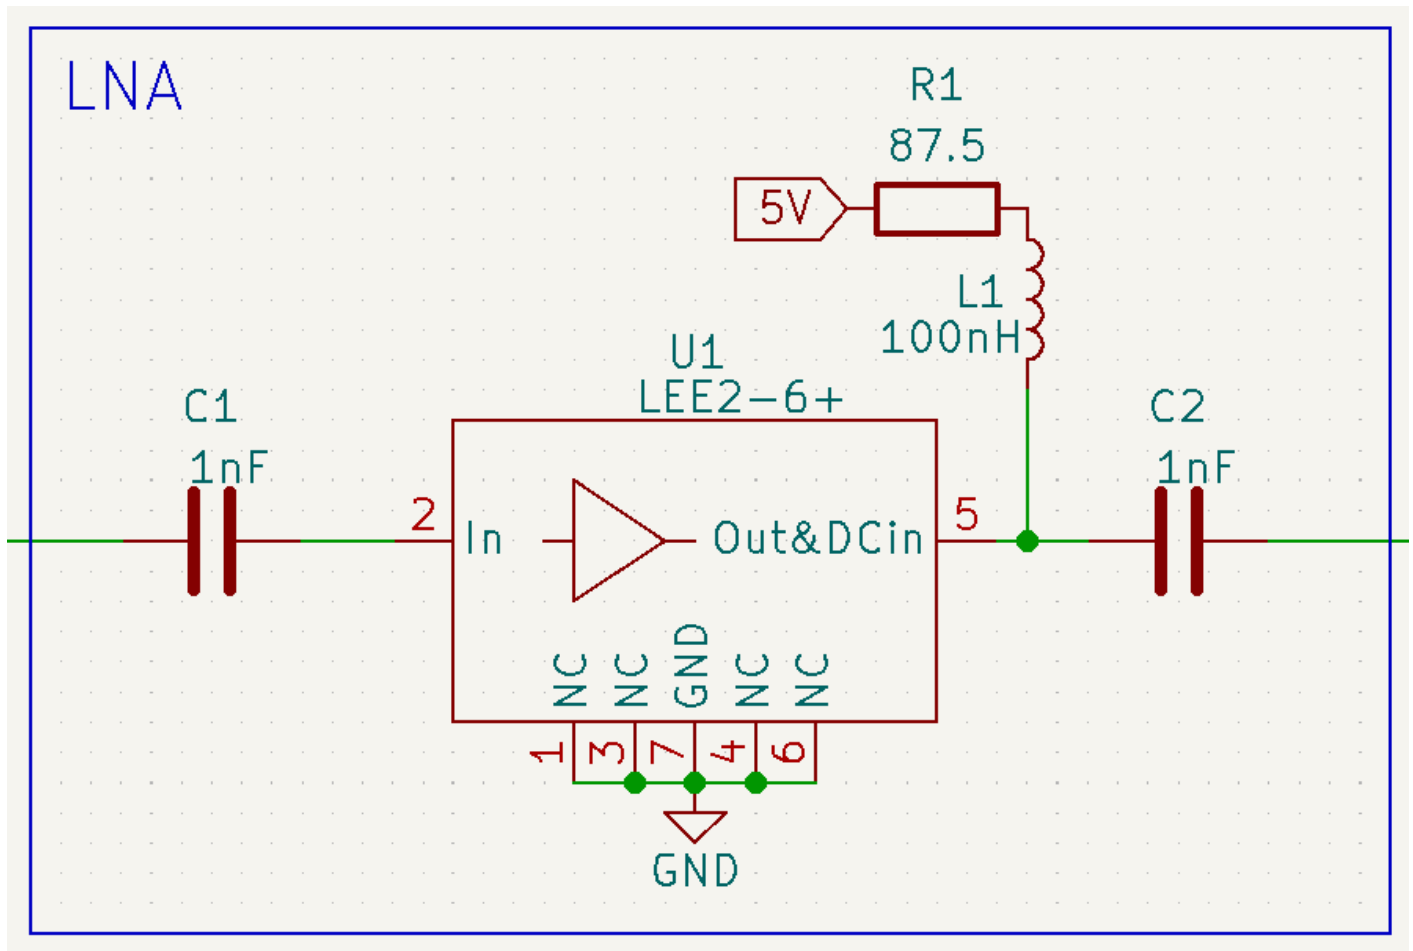 LNA
R1
87.5
5V
L1
100nH
U1
LEE2-6+
C1
1nF
C2
1nF
2
In
Out&DCin
5
NC
NC
GND
NC
NC
1
3
7
4
6
GND